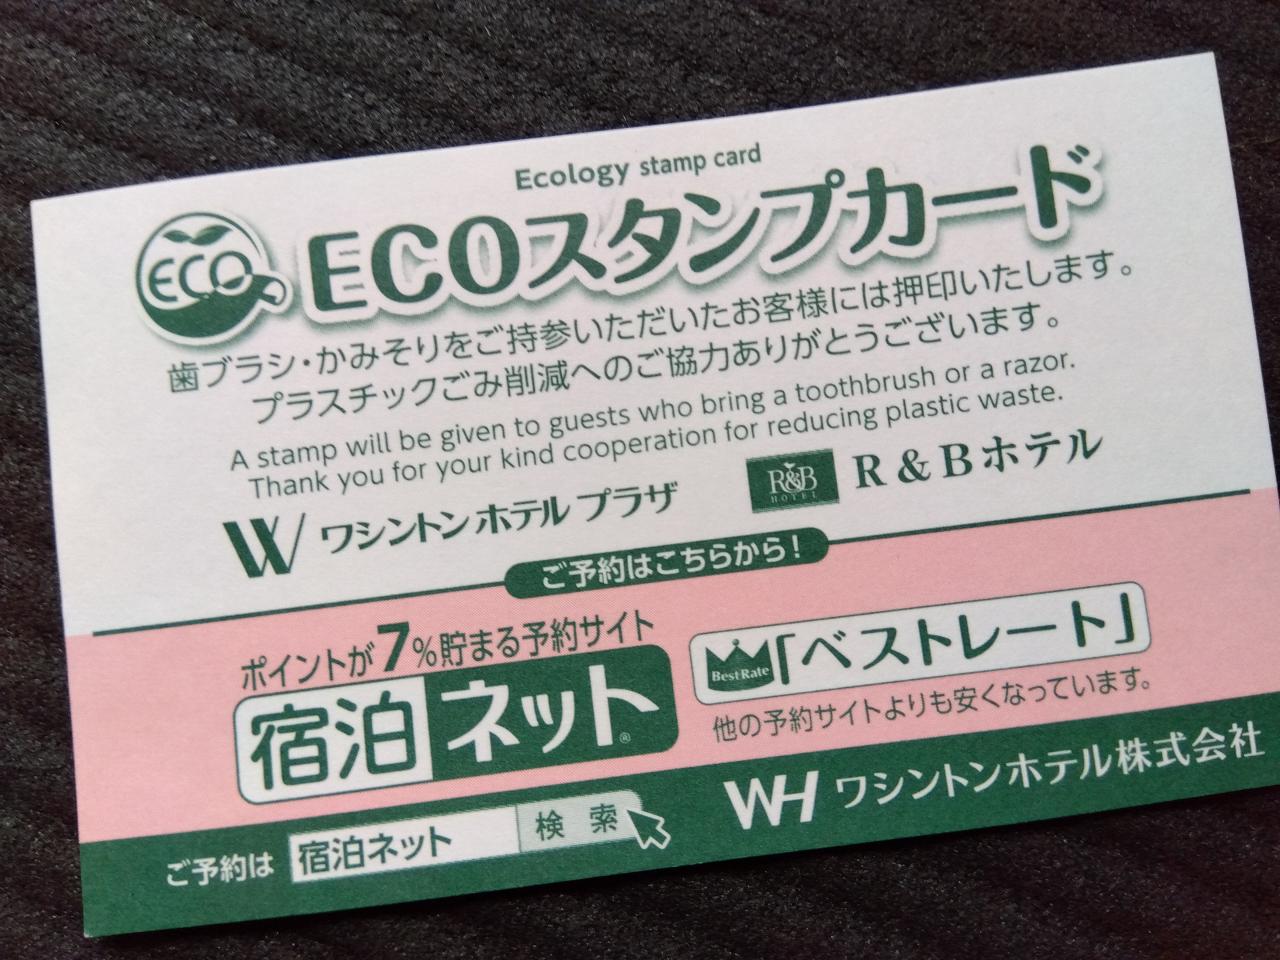 Ecology stamp card
ECO
ECOスタンプカード
歯ブラシ・かみそりをご持参いただいたお客様には押印いたします。
プラスチックごみ削減へのご協力ありがとうございます。
A stamp will be given to guests who bring a toothbrush or a razor.
Thank you for your kind cooperation for reducing plastic waste.
W ワシントンホテルプラザ
R&B HOTEL R&Bホテル
ご予約はこちらから!
ポイントが7%貯まる予約サイト
宿泊ネット®
BestRate 「ベストレート」
他の予約サイトよりも安くなっています。
ご予約は 宿泊ネット 検索
WH ワシントンホテル株式会社